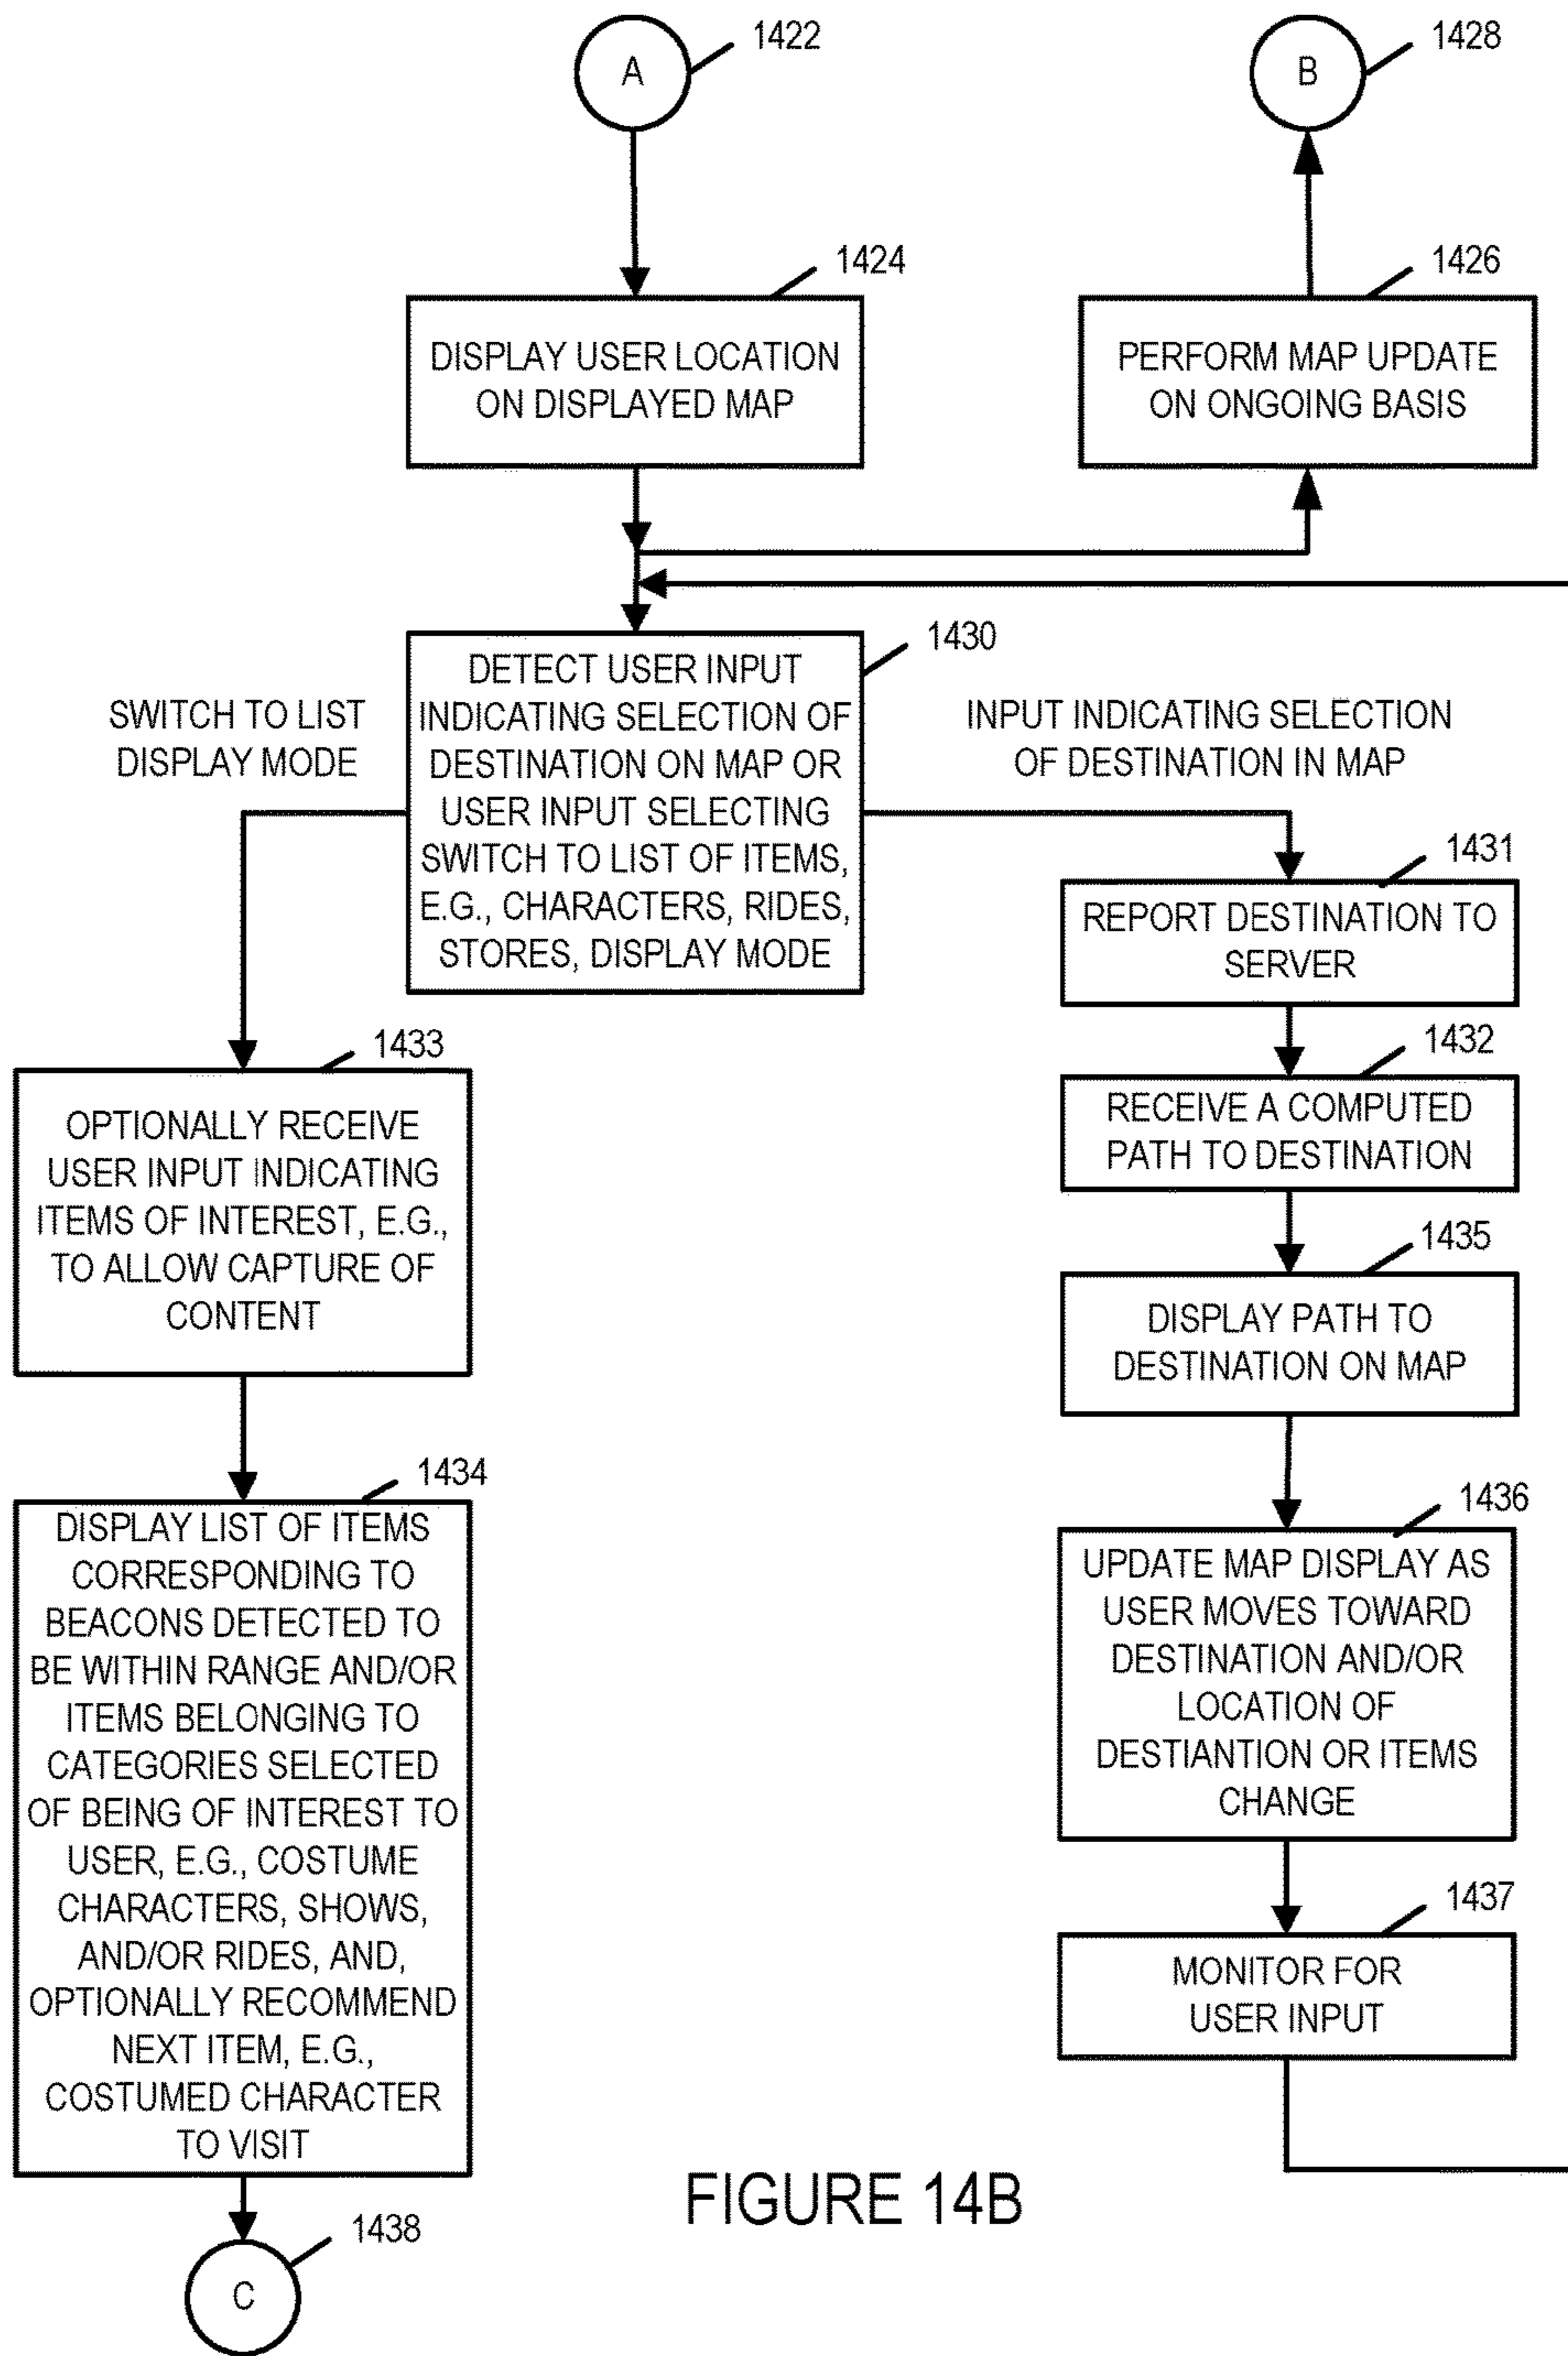 A
1422
B
1428
1424
DISPLAY USER LOCATION
ON DISPLAYED MAP
1426
PERFORM MAP UPDATE
ON ONGOING BASIS
1430
DETECT USER INPUT
INDICATING SELECTION OF
DESTINATION ON MAP OR
USER INPUT SELECTING
SWITCH TO LIST OF ITEMS,
E.G., CHARACTERS, RIDES,
STORES, DISPLAY MODE
SWITCH TO LIST
DISPLAY MODE
INPUT INDICATING SELECTION
OF DESTINATION IN MAP
1431
REPORT DESTINATION TO
SERVER
1432
RECEIVE A COMPUTED
PATH TO DESTINATION
1435
DISPLAY PATH TO
DESTINATION ON MAP
1436
UPDATE MAP DISPLAY AS
USER MOVES TOWARD
DESTINATION AND/OR
LOCATION OF
DESTIANTION OR ITEMS
CHANGE
1437
MONITOR FOR
USER INPUT
1433
OPTIONALLY RECEIVE
USER INPUT INDICATING
ITEMS OF INTEREST, E.G.,
TO ALLOW CAPTURE OF
CONTENT
1434
DISPLAY LIST OF ITEMS
CORRESPONDING TO
BEACONS DETECTED TO
BE WITHIN RANGE AND/OR
ITEMS BELONGING TO
CATEGORIES SELECTED
OF BEING OF INTEREST TO
USER, E.G., COSTUME
CHARACTERS, SHOWS,
AND/OR RIDES, AND,
OPTIONALLY RECOMMEND
NEXT ITEM, E.G.,
COSTUMED CHARACTER
TO VISIT
1438
C
FIGURE 14B